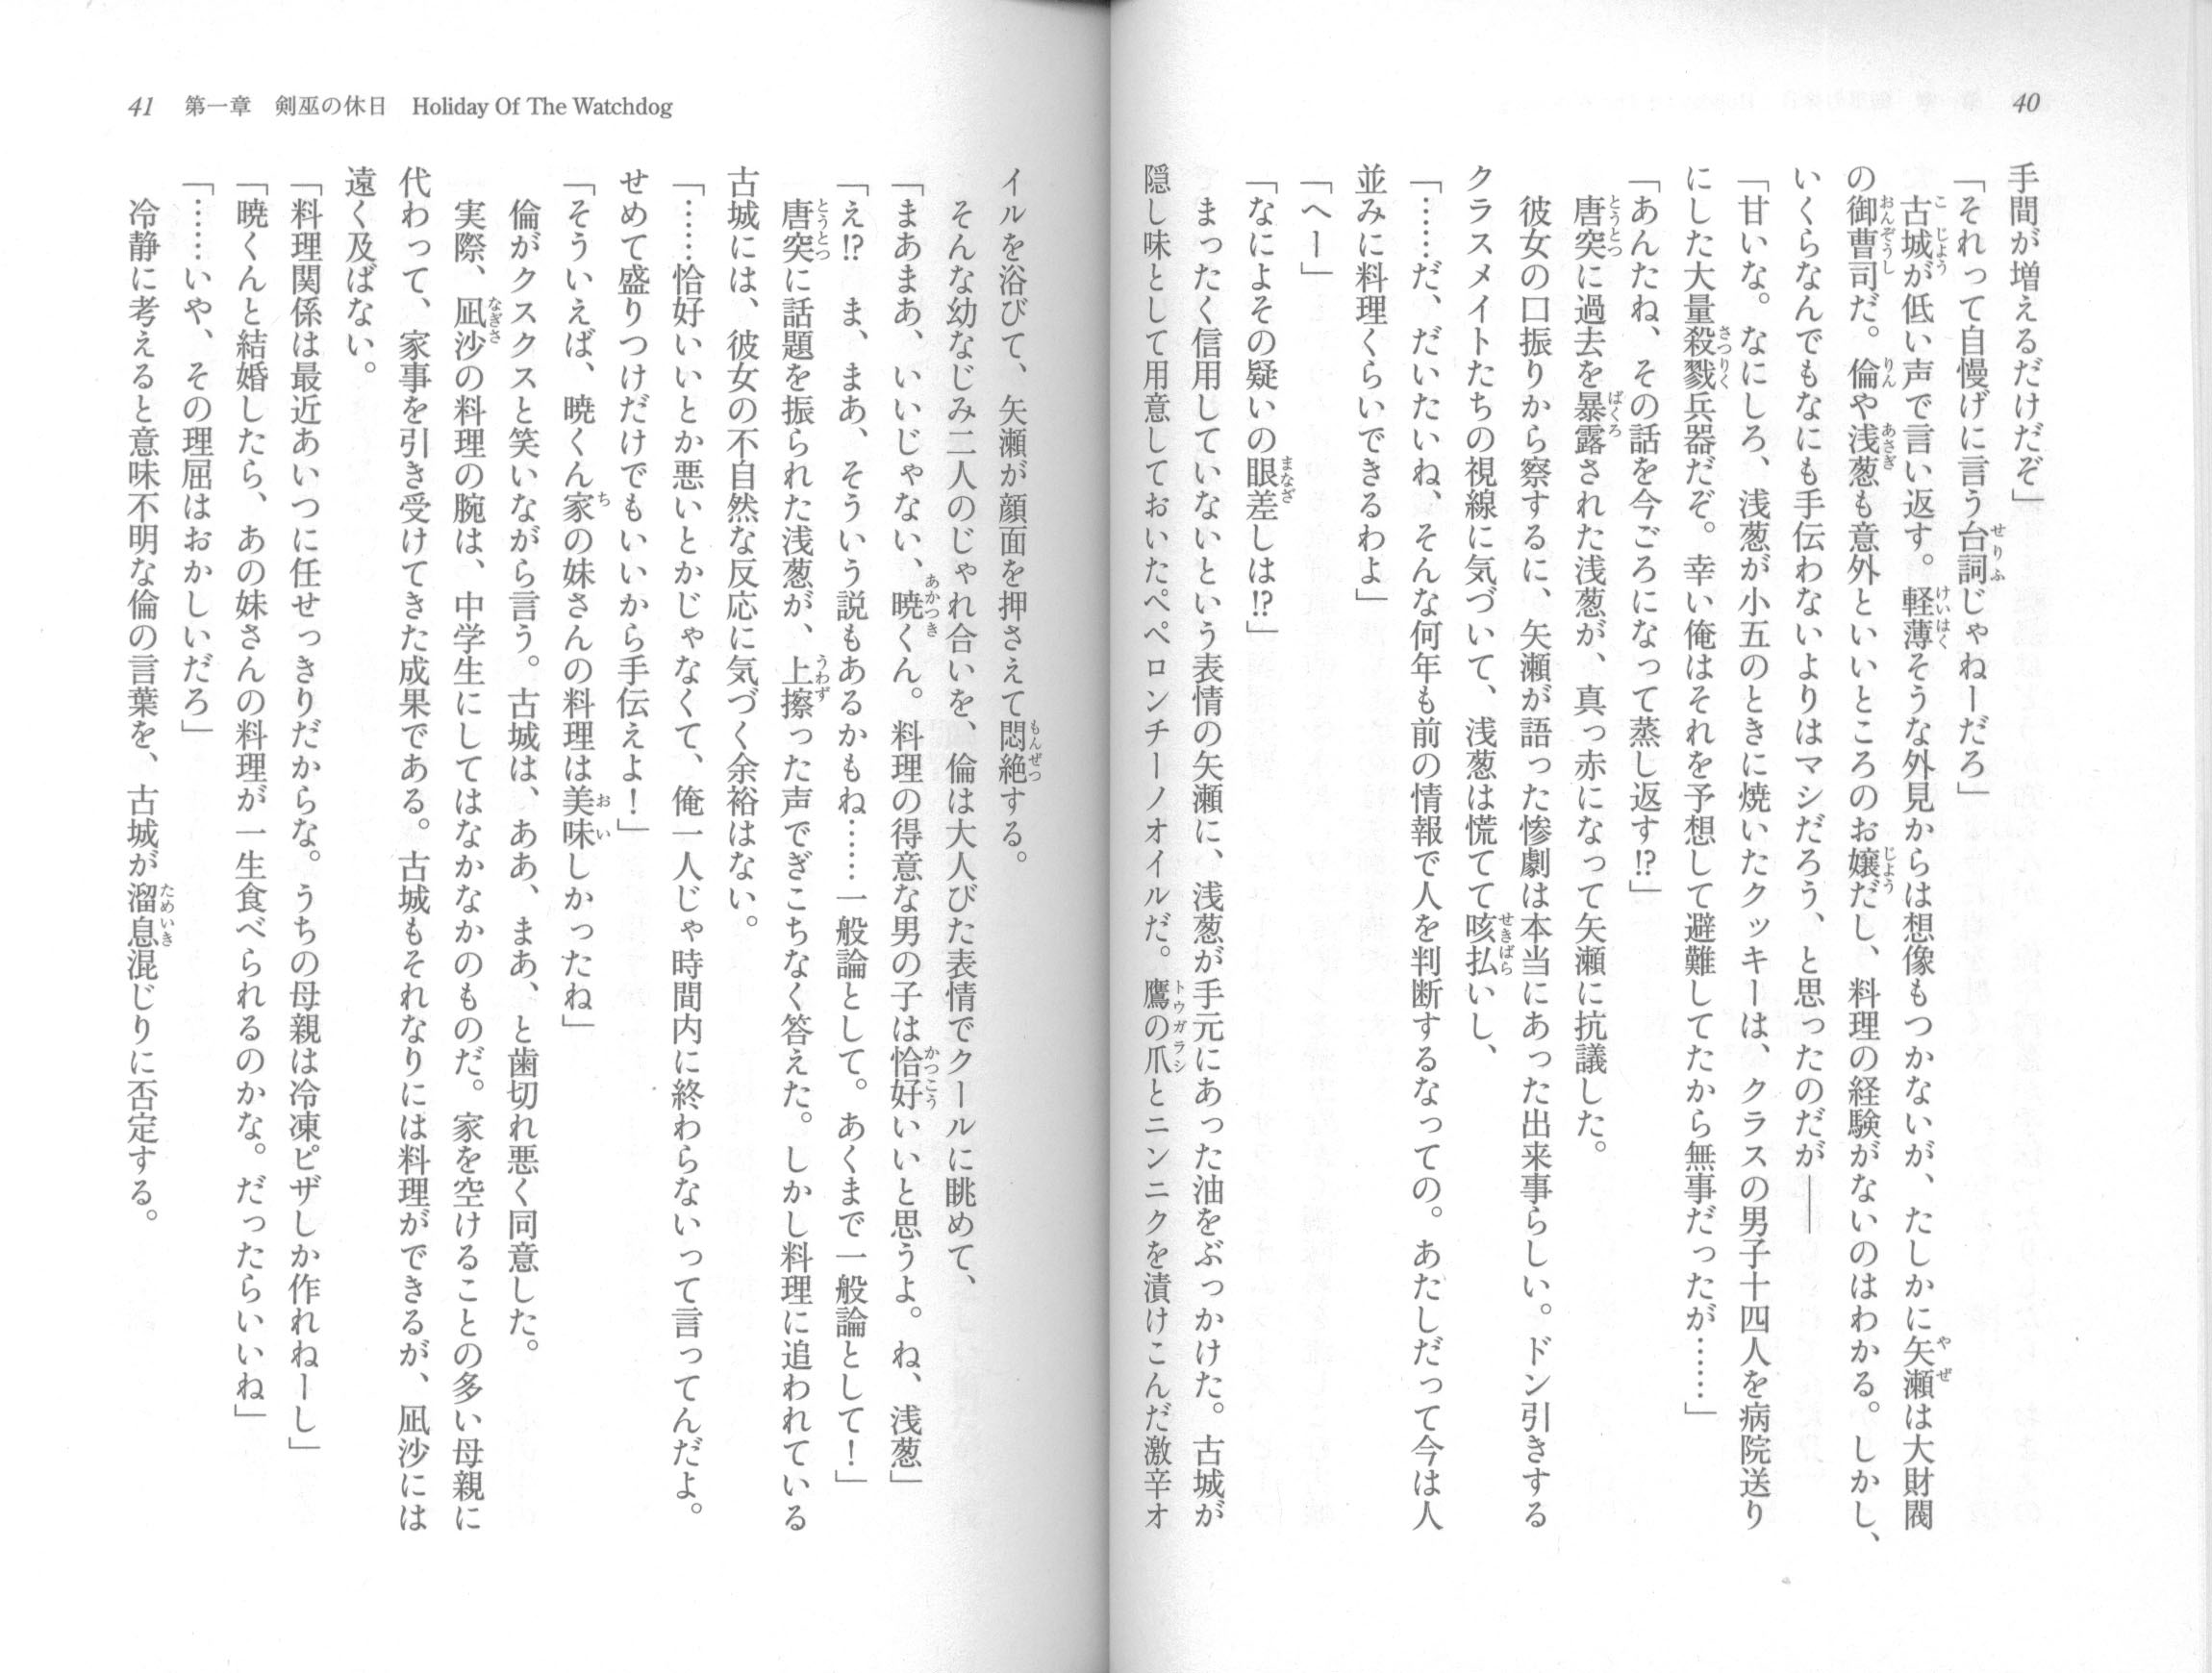 40
手間が増えるだけだぞ」
「それって自慢げに言う台詞じゃねーだろ」
古城が低い声で言い返す。軽薄そうな外見からは想像もつかないが、たしかに矢瀬は大財閥
の御曹司だ。倫や浅葱も意外といいところのお嬢だし、料理の経験がないのはわかる。しかし、
いくらなんでもなにも手伝わないよりはマシだろう、と思ったのだが――
「甘いな。なにしろ、浅葱が小五のときに焼いたクッキーは、クラスの男子十四人を病院送り
にした大量殺戮兵器だぞ。幸い俺はそれを予想して避難してたから無事だったが……」
「あんたね、その話を今ごろになって蒸し返す!?」
唐突に過去を暴露された浅葱が、真っ赤になって矢瀬に抗議した。
彼女の口振りから察するに、矢瀬が語った惨劇は本当にあった出来事らしい。ドン引きする
クラスメイトたちの視線に気づいて、浅葱は慌てて咳払いし、
「……だ、だいたいね、そんな何年も前の情報で人を判断するなっての。あたしだって今は人
並みに料理くらいできるわよ」
「へー」
「なによその疑いの眼差しは!?」
まったく信用していないという表情の矢瀬に、浅葱が手元にあった油をぶっかけた。古城が
隠し味として用意しておいたペペロンチーノオイルだ。鷹の爪とニンニクを漬けこんだ激辛オ
41 第一章 剣巫の休日 Holiday Of The Watchdog
イルを浴びて、矢瀬が顔面を押さえて悶絶する。
そんな幼なじみ二人のじゃれ合いを、倫は大人びた表情でクールに眺めて、
「まあまあ、いいじゃない、暁くん。料理の得意な男の子は恰好いいと思うよ。ね、浅葱」
「え!? ま、まあ、そういう説もあるかもね……一般論として。あくまで一般論として！」
唐突に話題を振られた浅葱が、上擦った声でぎこちなく答えた。しかし料理に追われている
古城には、彼女の不自然な反応に気づく余裕はない。
「……恰好いいとか悪いとかじゃなくて、俺一人じゃ時間内に終わらないって言ってんだよ。
せめて盛りつけだけでもいいから手伝えよ！」
「そういえば、暁くん家の妹さんの料理は美味しかったね」
倫がクスクスと笑いながら言う。古城は、ああ、まあ、と歯切れ悪く同意した。
実際、凪沙の料理の腕は、中学生にしてはなかなかのものだ。家を空けることの多い母親に
代わって、家事を引き受けてきた成果である。古城もそれなりには料理ができるが、凪沙には
遠く及ばない。
「料理関係は最近あいつに任せっきりだからな。うちの母親は冷凍ピザしか作れねーし」
「暁くんと結婚したら、あの妹さんの料理が一生食べられるのかな。だったらいいね」
「……いや、その理屈はおかしいだろ」
冷静に考えると意味不明な倫の言葉を、古城が溜息混じりに否定する。